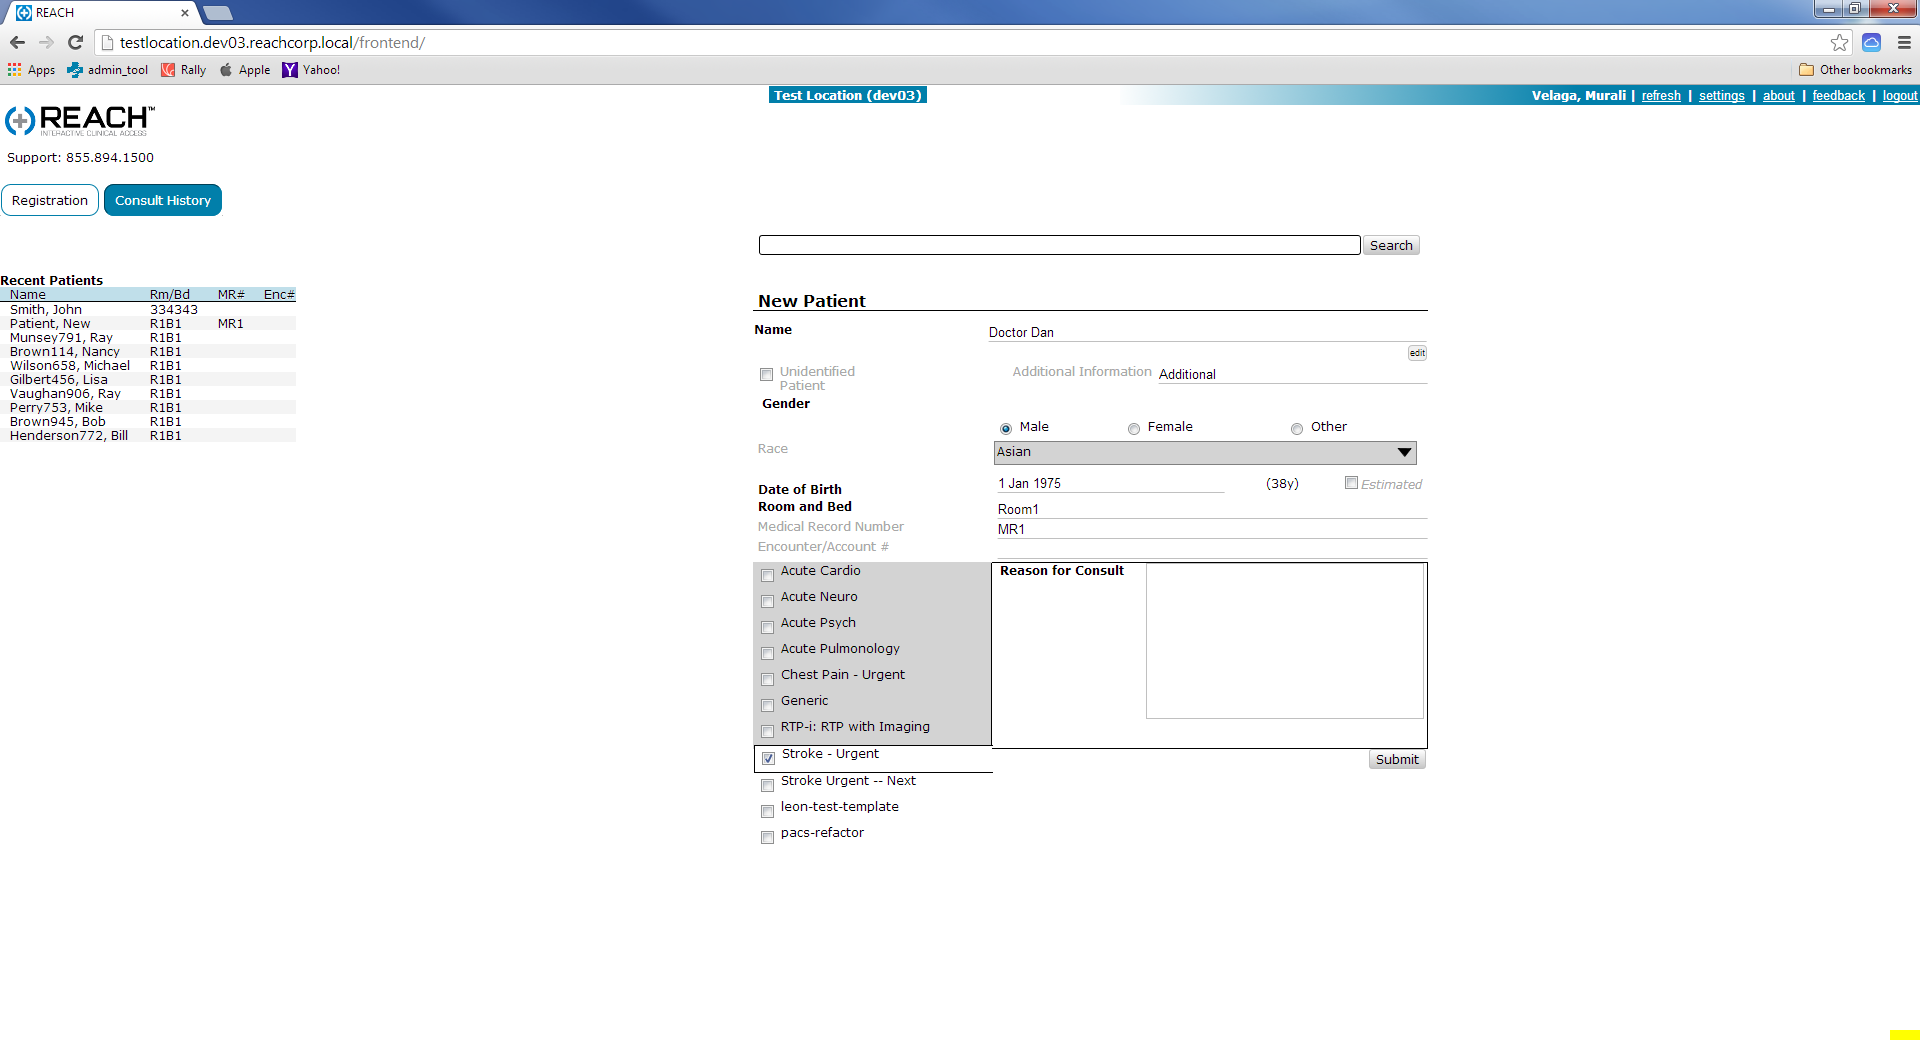 REACH
testlocation.dev03.reachcorp.local/frontend/
Apps admin_tool Rally Apple Yahoo! Other bookmarks
Test Location (dev03) Velaga, Murali | refresh | settings | about | feedback | logout
REACH™
INTERACTIVE CLINICAL ACCESS
Support: 855.894.1500
Registration Consult History
Search
Recent Patients
Name Rm/Bd MR# Enc#
Smith, John 334343
Patient, New R1B1 MR1
Munsey791, Ray R1B1
Brown114, Nancy R1B1
Wilson658, Michael R1B1
Gilbert456, Lisa R1B1
Vaughan906, Ray R1B1
Perry753, Mike R1B1
Brown945, Bob R1B1
Henderson772, Bill R1B1
New Patient
Name Doctor Dan
edit
Unidentified Patient Additional Information Additional
Gender
Male Female Other
Race Asian
Date of Birth 1 Jan 1975 (38y) Estimated
Room and Bed Room1
Medical Record Number MR1
Encounter/Account #
Acute Cardio
Acute Neuro
Acute Psych
Acute Pulmonology
Chest Pain - Urgent
Generic
RTP-i: RTP with Imaging
Stroke - Urgent
Stroke Urgent -- Next
leon-test-template
pacs-refactor
Reason for Consult
Submit